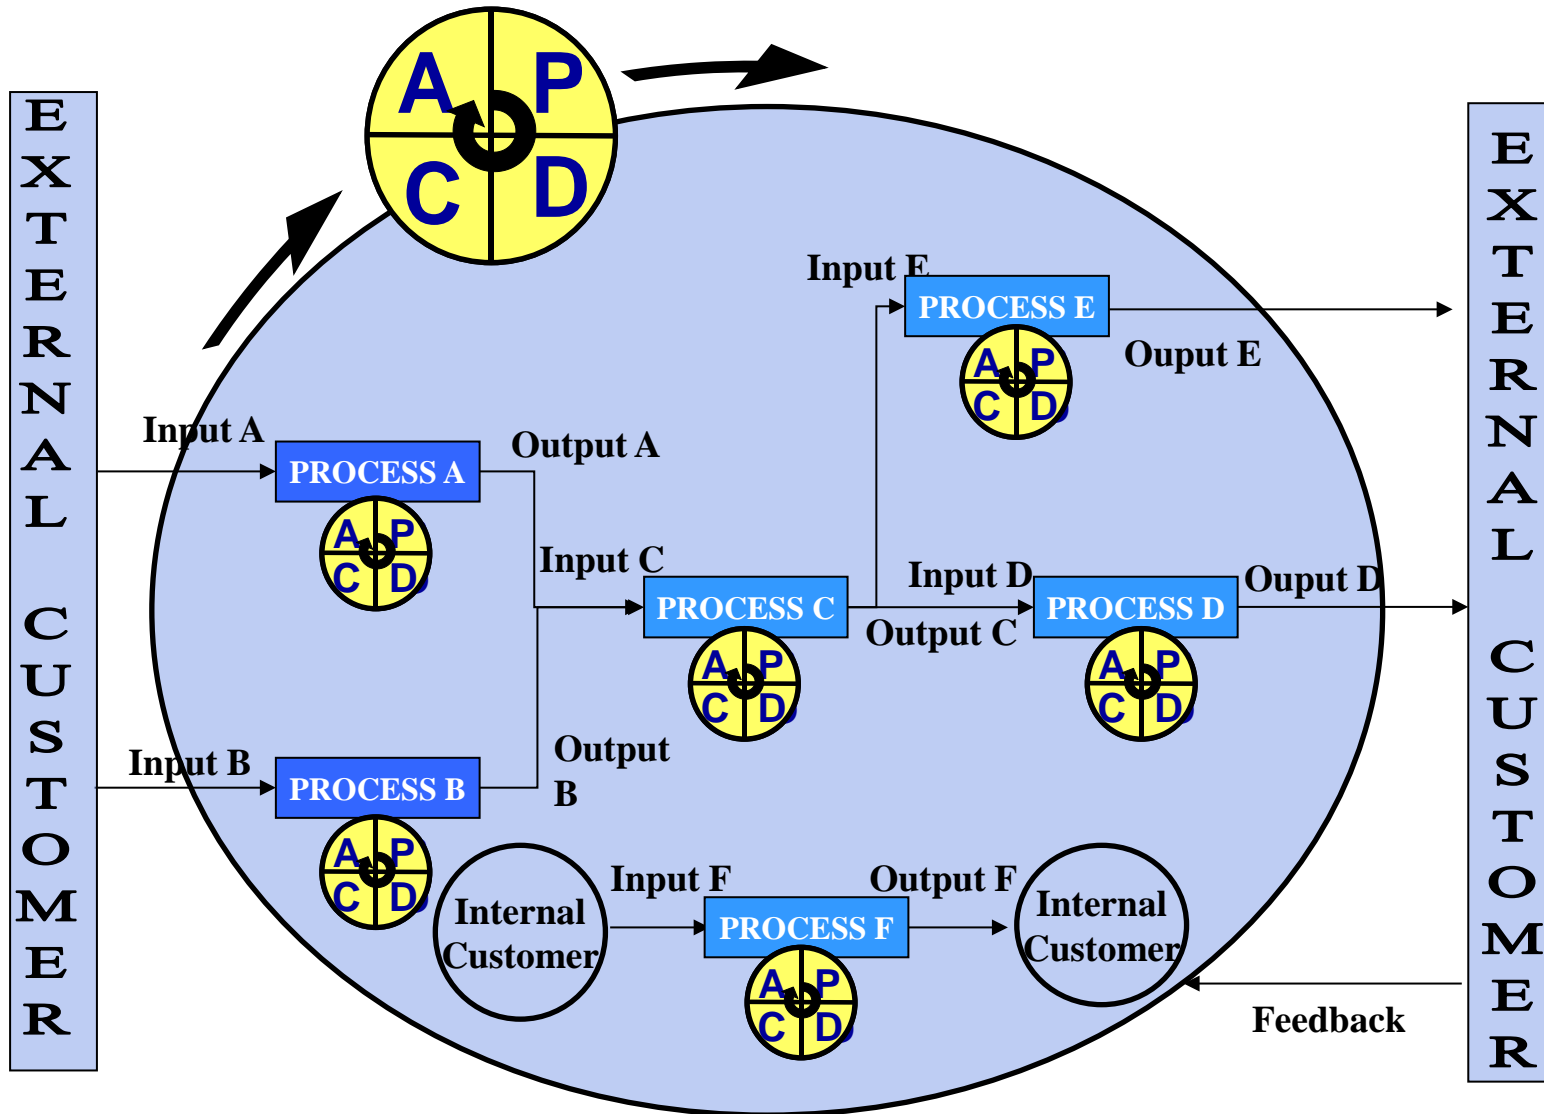 EXTERNAL CUSTOMER
A P
C D
Input E
PROCESS E
A P
C D
Ouput E
Input A
PROCESS A
A P
C D
Output A
Input C
PROCESS C
A P
C D
Output C
Input D
PROCESS D
A P
C D
Ouput D
Input B
PROCESS B
A P
C D
Output
B
Internal
Customer
Input F
PROCESS F
A P
C D
Output F
Internal
Customer
Feedback
EXTERNAL CUSTOMER